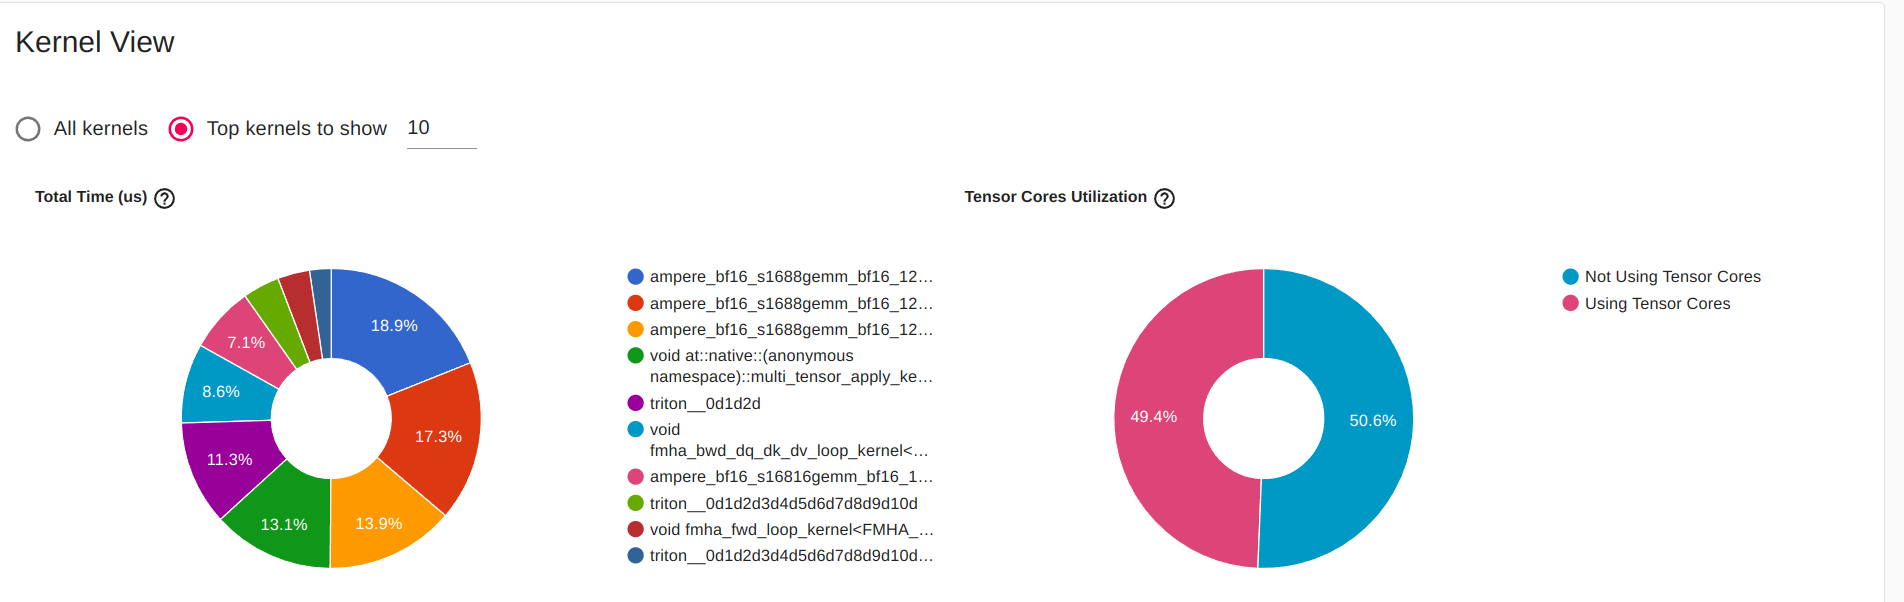 Kernel View
All kernels
Top kernels to show
10
Total Time (us)
18.9%
17.3%
13.9%
13.1%
11.3%
8.6%
7.1%
ampere_bf16_s1688gemm_bf16_12…
ampere_bf16_s1688gemm_bf16_12…
ampere_bf16_s1688gemm_bf16_12…
void at::native::(anonymous
namespace)::multi_tensor_apply_ke…
triton__0d1d2d
void
fmha_bwd_dq_dk_dv_loop_kernel<…
ampere_bf16_s16816gemm_bf16_1…
triton__0d1d2d3d4d5d6d7d8d9d10d
void fmha_fwd_loop_kernel<FMHA_…
triton__0d1d2d3d4d5d6d7d8d9d10d…
Tensor Cores Utilization
49.4%
50.6%
Not Using Tensor Cores
Using Tensor Cores